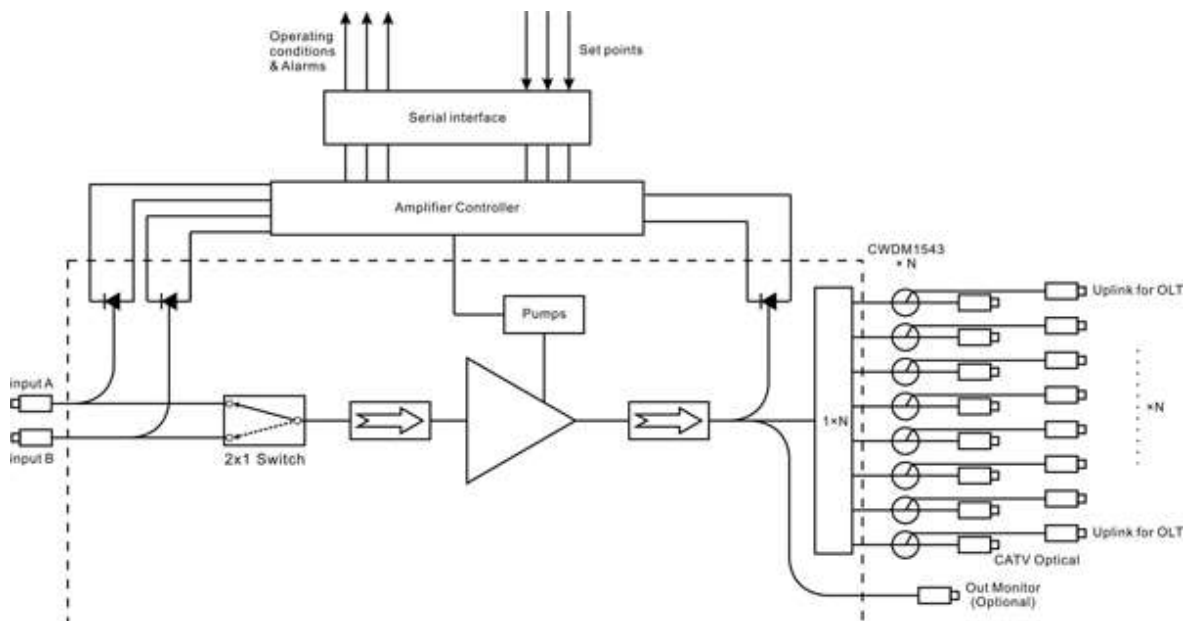 Operating
conditions
& Alarms
Set points
Serial interface
Amplifier Controller
CWDM1543
× N
Uplink for OLT
Pumps
input A
1×N
×N
input B
2x1 Switch
Uplink for OLT
CATV Optical
Out Monitor
(Optional)